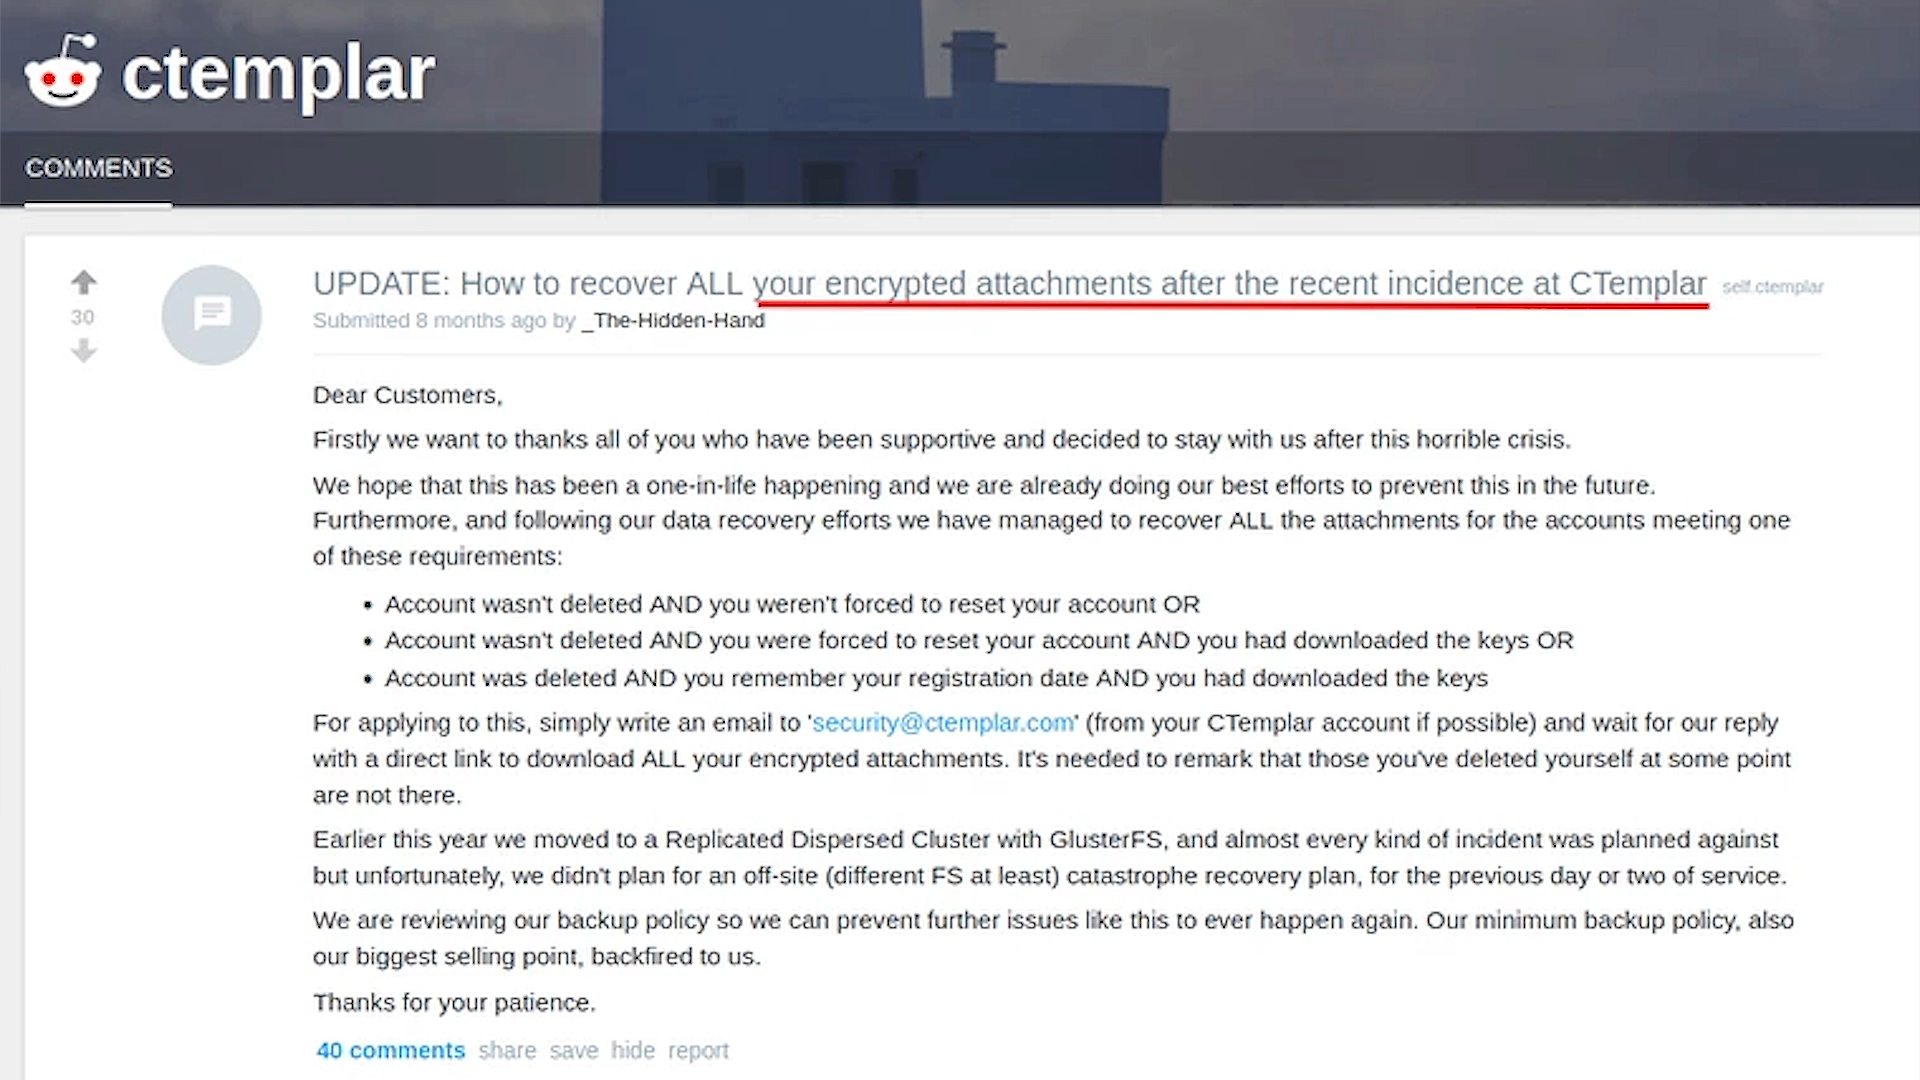 ctemplar
COMMENTS
UPDATE: How to recover ALL your encrypted attachments after the recent incidence at CTemplar self.ctemplar
30
Submitted 8 months ago by _The-Hidden-Hand
Dear Customers,
Firstly we want to thanks all of you who have been supportive and decided to stay with us after this horrible crisis.
We hope that this has been a one-in-life happening and we are already doing our best efforts to prevent this in the future.
Furthermore, and following our data recovery efforts we have managed to recover ALL the attachments for the accounts meeting one
of these requirements:
• Account wasn't deleted AND you weren't forced to reset your account OR
• Account wasn't deleted AND you were forced to reset your account AND you had downloaded the keys OR
• Account was deleted AND you remember your registration date AND you had downloaded the keys
For applying to this, simply write an email to 'security@ctemplar.com' (from your CTemplar account if possible) and wait for our reply
with a direct link to download ALL your encrypted attachments. It's needed to remark that those you've deleted yourself at some point
are not there.
Earlier this year we moved to a Replicated Dispersed Cluster with GlusterFS, and almost every kind of incident was planned against
but unfortunately, we didn't plan for an off-site (different FS at least) catastrophe recovery plan, for the previous day or two of service.
We are reviewing our backup policy so we can prevent further issues like this to ever happen again. Our minimum backup policy, also
our biggest selling point, backfired to us.
Thanks for your patience.
40 comments share save hide report